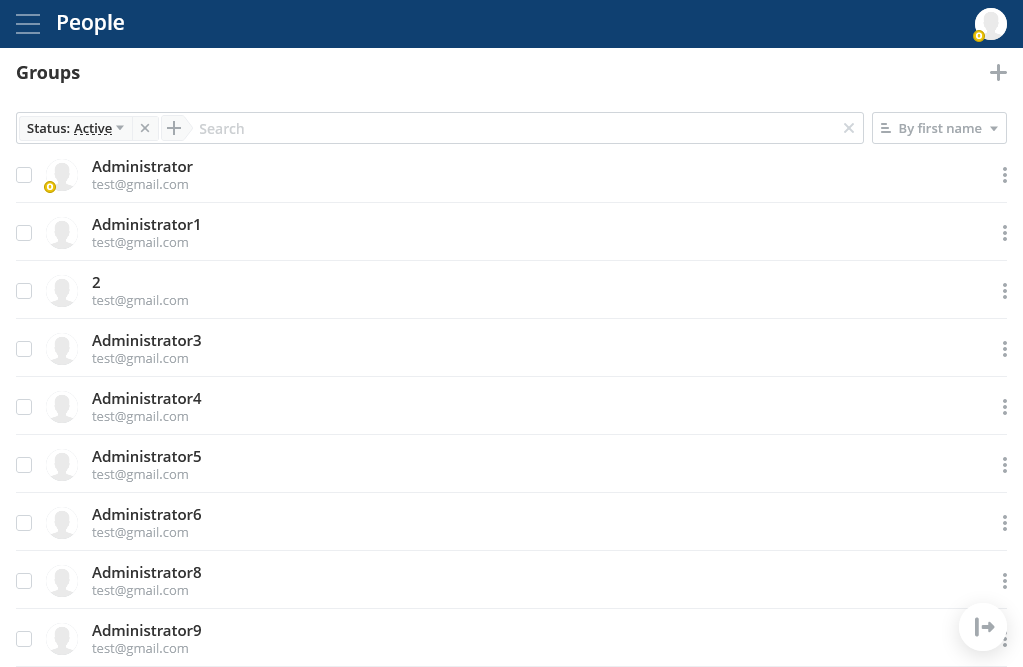 People
Groups
Status: Active
Search
By first name
Administrator
test@gmail.com
Administrator1
test@gmail.com
2
test@gmail.com
Administrator3
test@gmail.com
Administrator4
test@gmail.com
Administrator5
test@gmail.com
Administrator6
test@gmail.com
Administrator8
test@gmail.com
Administrator9
test@gmail.com